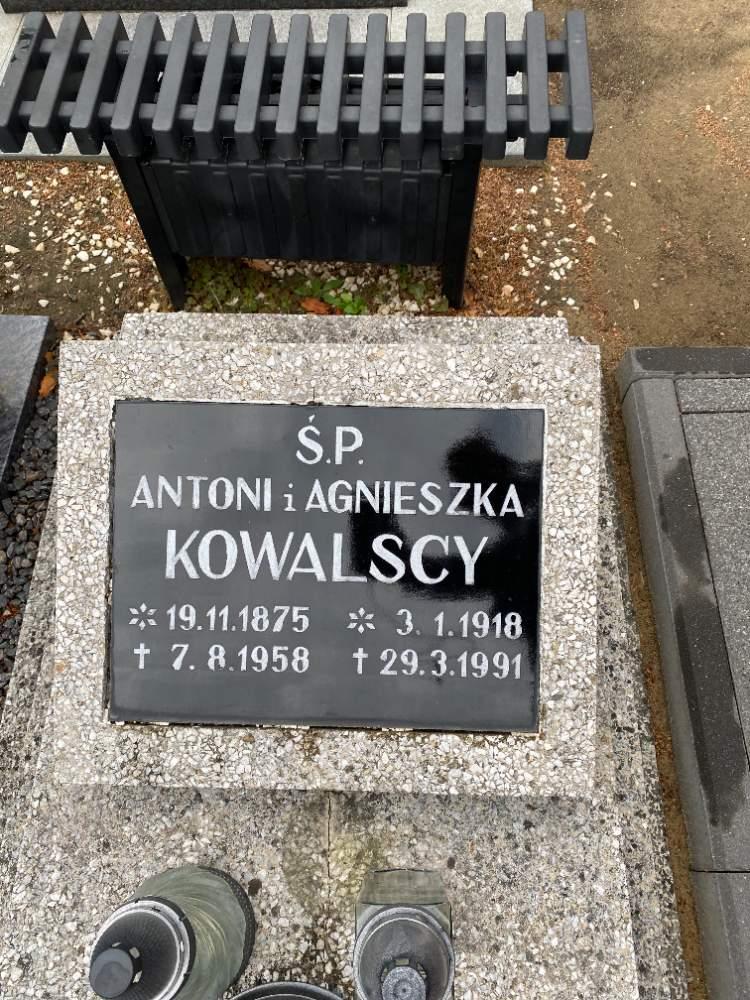 Ś.P.
ANTONI i AGNIESZKA
KOWALSCY
* 19.11.1875 * 3.1.1918
† 7.8.1958 † 29.3.1991